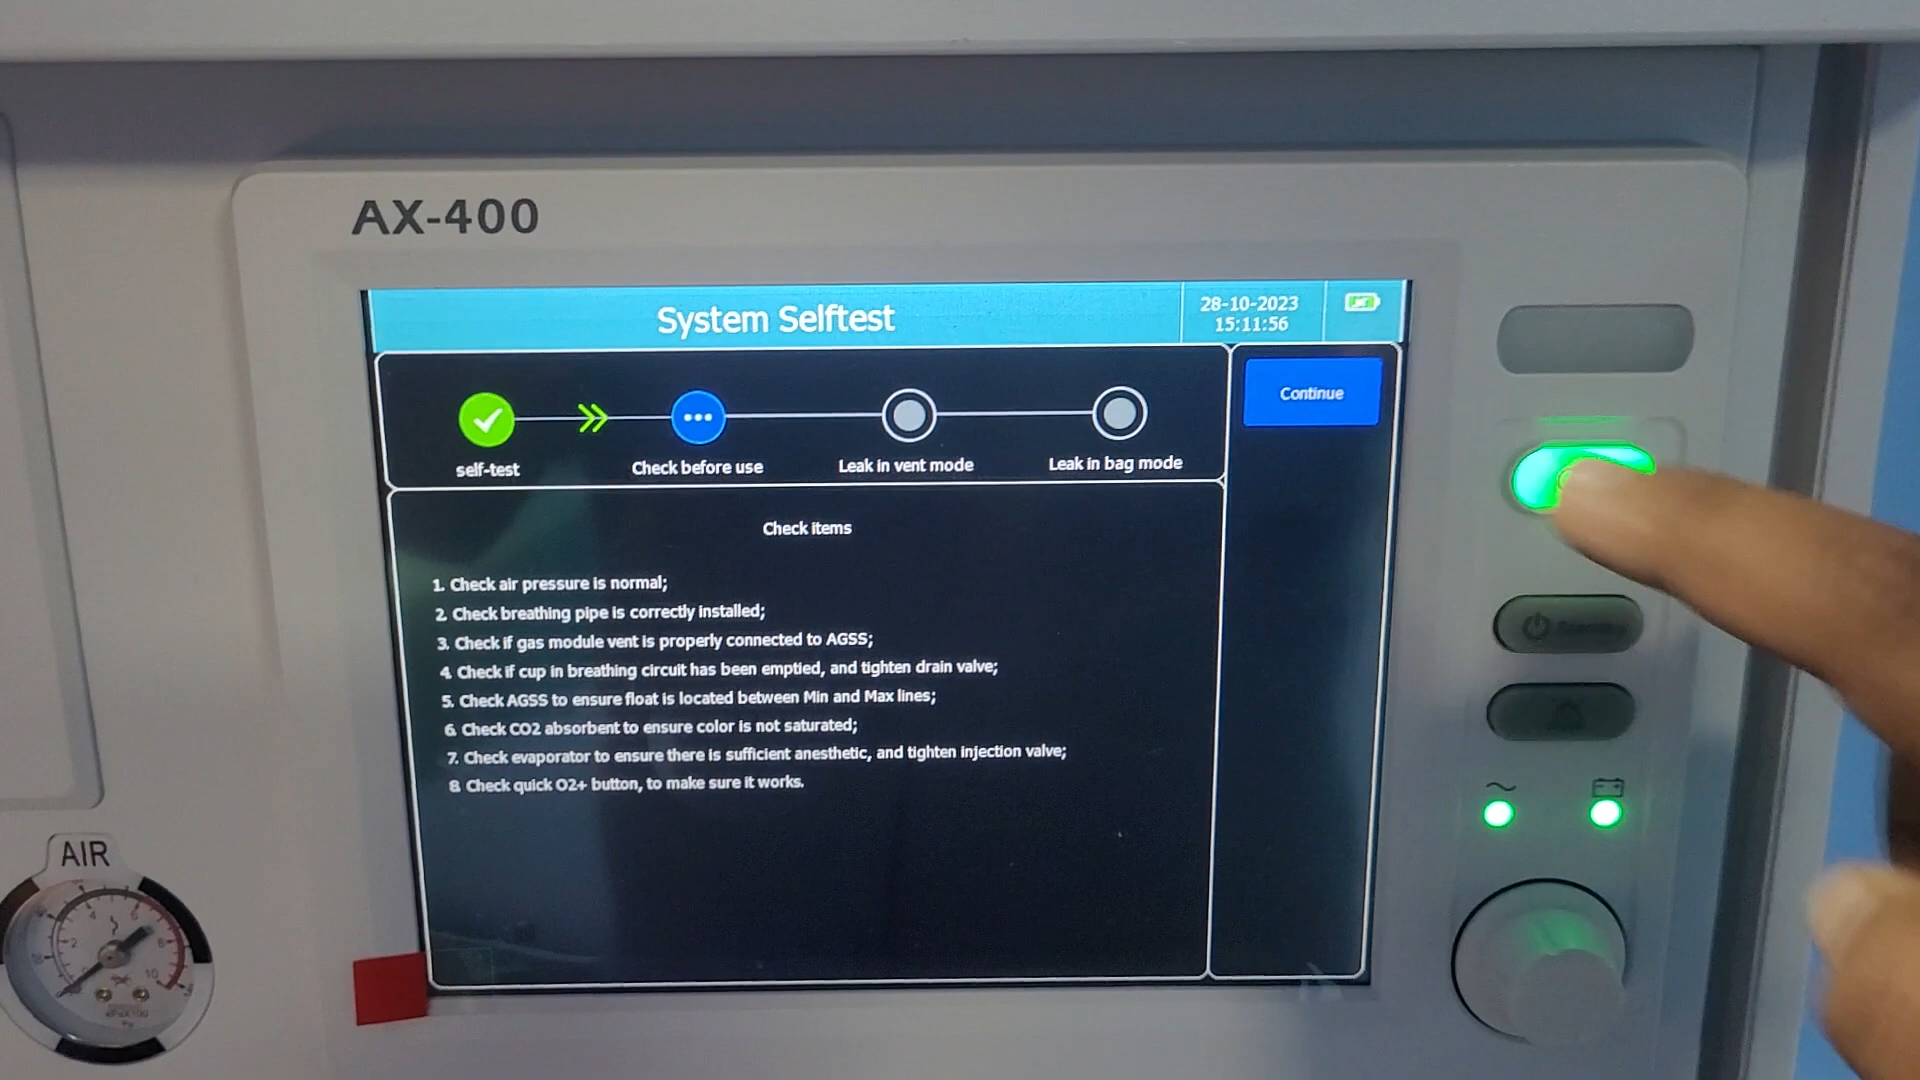 AX-400
System Selftest
28-10-2023
15:11:56
Continue
self-test
Check before use
Leak in vent mode
Leak in bag mode
Check items
1. Check air pressure is normal;
2. Check breathing pipe is correctly installed;
3. Check if gas module vent is properly connected to AGSS;
4. Check if cup in breathing circuit has been emptied, and tighten drain valve;
5. Check AGSS to ensure float is located between Min and Max lines;
6. Check CO2 absorbent to ensure color is not saturated;
7. Check evaporator to ensure there is sufficient anesthetic, and tighten injection valve;
8. Check quick O2+ button, to make sure it works.
AIR
2
4
6
8
10